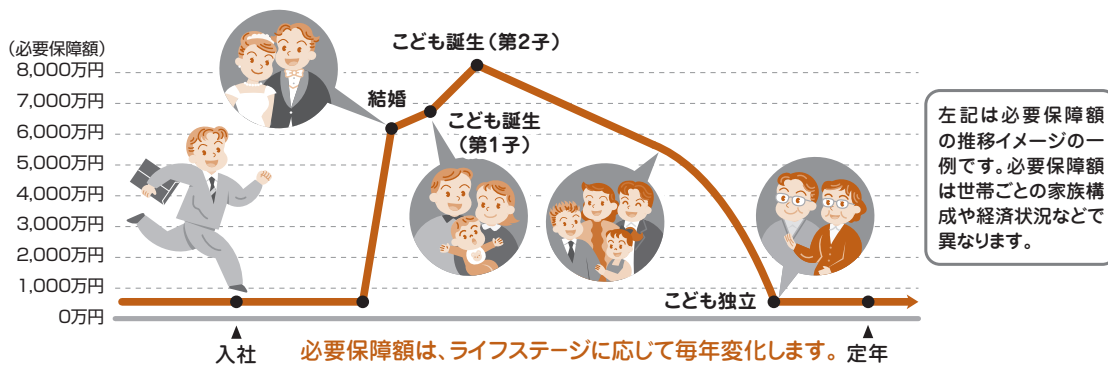 (必要保障額)
8,000万円
7,000万円
6,000万円
5,000万円
4,000万円
3,000万円
2,000万円
1,000万円
0万円
結婚
こども誕生(第2子)
こども誕生
(第1子)
こども独立
▲
入社
▲
定年
必要保障額は、ライフステージに応じて毎年変化します。
左記は必要保障額
の推移イメージの一
例です。必要保障額
は世帯ごとの家族構
成や経済状況などで
異なります。